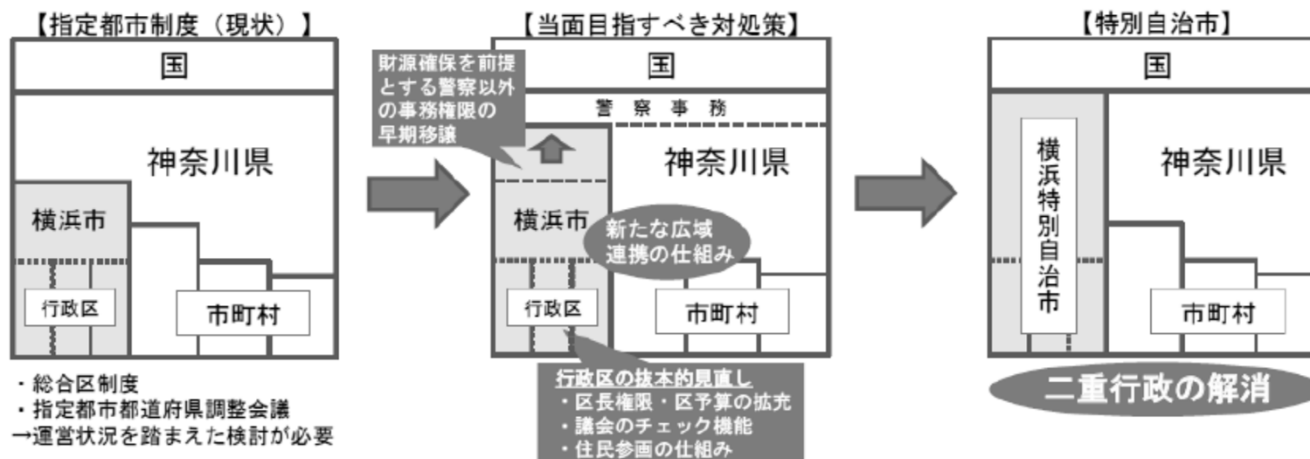 【指定都市制度（現状）】
国
神奈川県
横浜市
行政区
市町村
・総合区制度
・指定都市都道府県調整会議
→運営状況を踏まえた検討が必要
【当面目指すべき対処策】
財源確保を前提
とする警察以外
の事務権限の
早期移譲
国
警察事務
神奈川県
横浜市
新たな広域
連携の仕組み
行政区
市町村
行政区の抜本的見直し
・区長権限・区予算の拡充
・議会のチェック機能
・住民参画の仕組み
【特別自治市】
国
横浜特別自治市
神奈川県
市町村
二重行政の解消